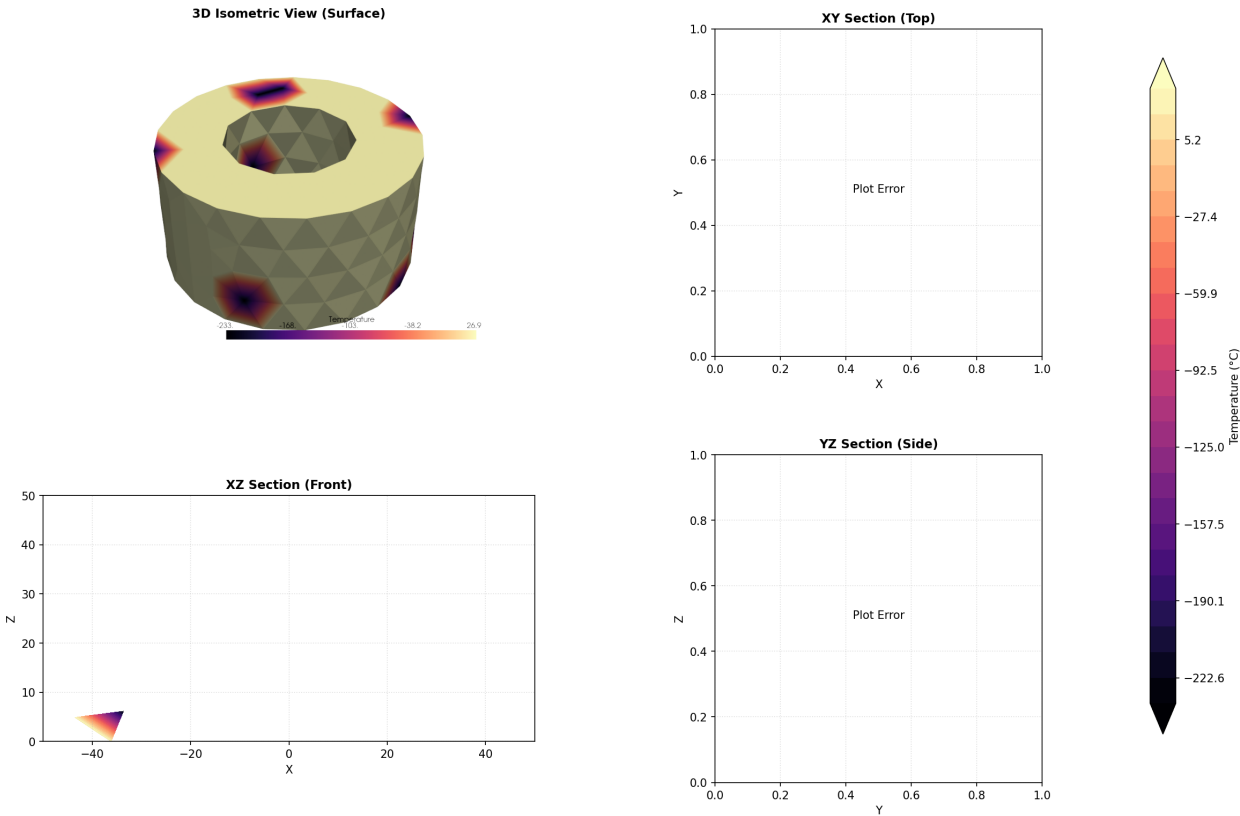 3D Isometric View (Surface)
Temperature
-233. -168. -103. -38.2 26.9
XY Section (Top)
1.0
0.8
0.6
0.4
0.2
0.0
Y
Plot Error
0.0 0.2 0.4 0.6 0.8 1.0
X
XZ Section (Front)
50
40
30
20
10
0
Z
−40 −20 0 20 40
X
YZ Section (Side)
1.0
0.8
0.6
0.4
0.2
0.0
Z
Plot Error
0.0 0.2 0.4 0.6 0.8 1.0
Y
5.2
−27.4
−59.9
−92.5
−125.0
−157.5
−190.1
−222.6
Temperature (°C)